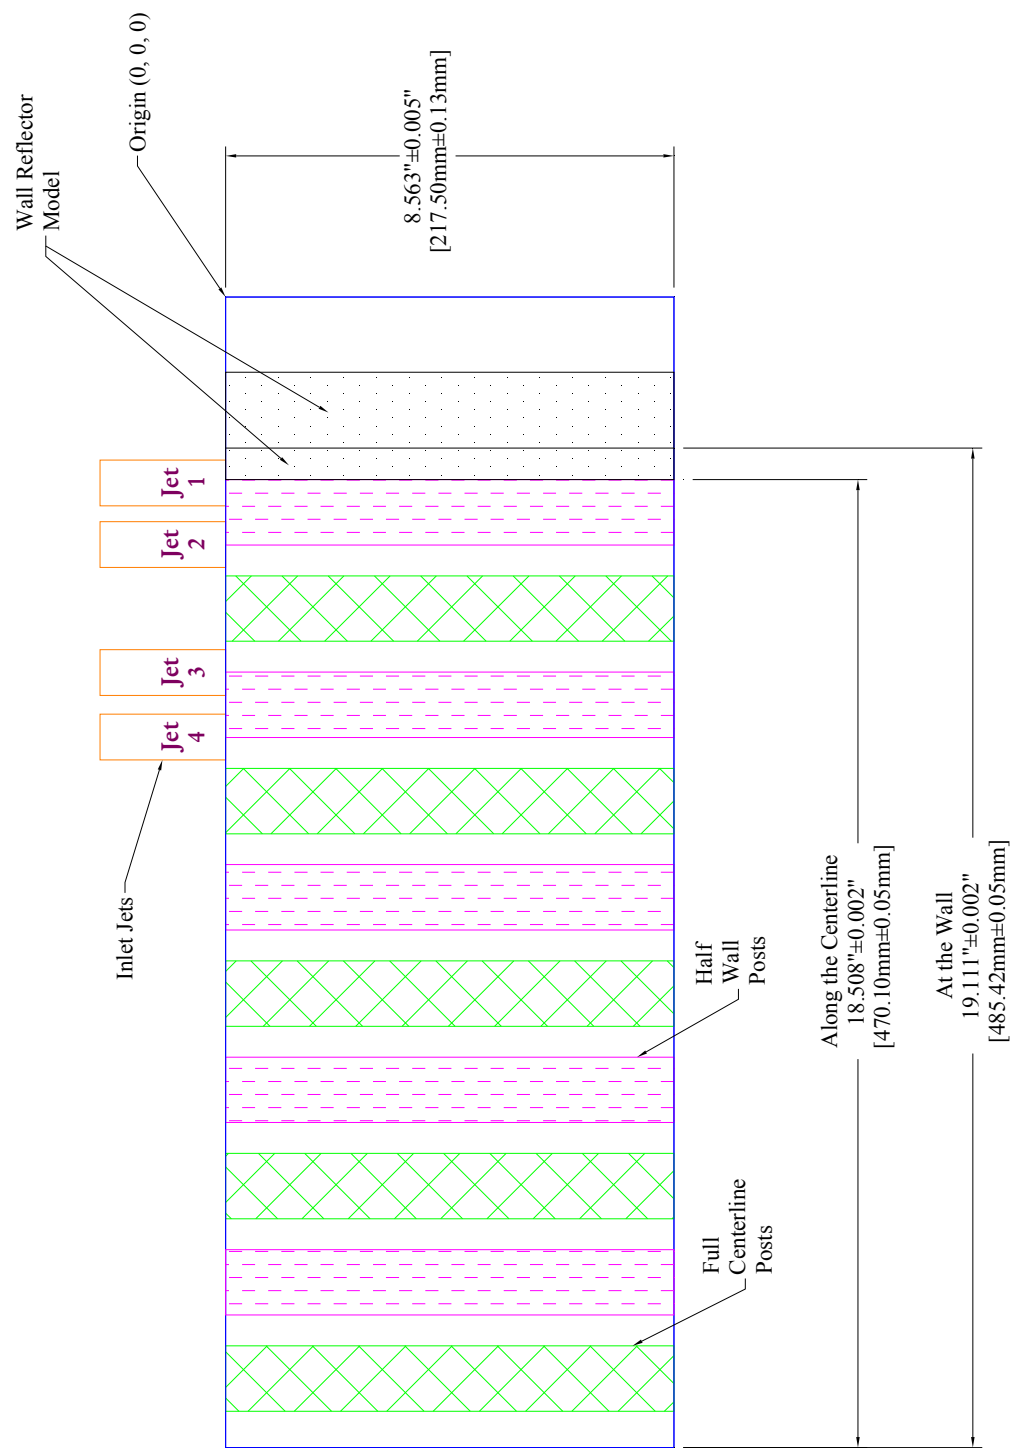 Wall Reflector
Model
Origin (0, 0, 0)
8.563"±0.005"
[217.50mm±0.13mm]
Jet
1
Jet
2
Jet
3
Jet
4
Inlet Jets
Half
Wall
Posts
Full
Centerline
Posts
Along the Centerline
18.508"±0.002"
[470.10mm±0.05mm]
At the Wall
19.111"±0.002"
[485.42mm±0.05mm]